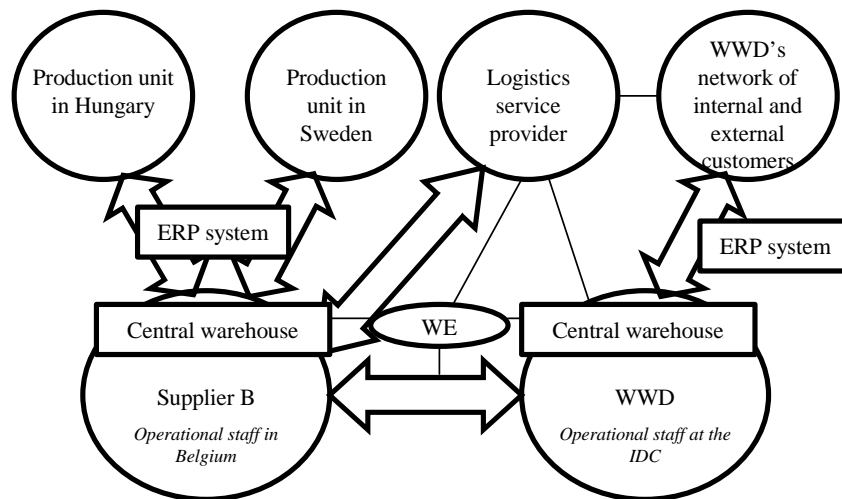 Production unit
in Hungary
Production
unit in
Sweden
Logistics
service
provider
WWD’s
network of
internal and
external
customers
ERP system
ERP system
Central warehouse
WE
Central warehouse
Supplier B
Operational staff in
Belgium
WWD
Operational staff at the
IDC